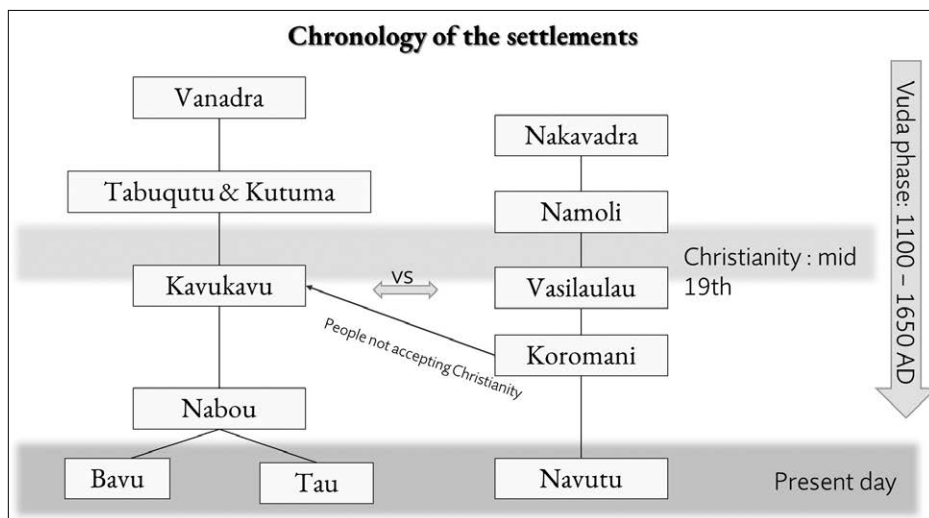 Chronology of the settlements
Vanadra
Nakavadra
Tabuqutu & Kutuma
Namoli
Christianity : mid
19th
Kavukavu
vs
Vasilaulau
People not accepting Christianity
Koromani
Nabou
Bavu
Tau
Navutu
Present day
Vuda phase: 1100 – 1650 AD